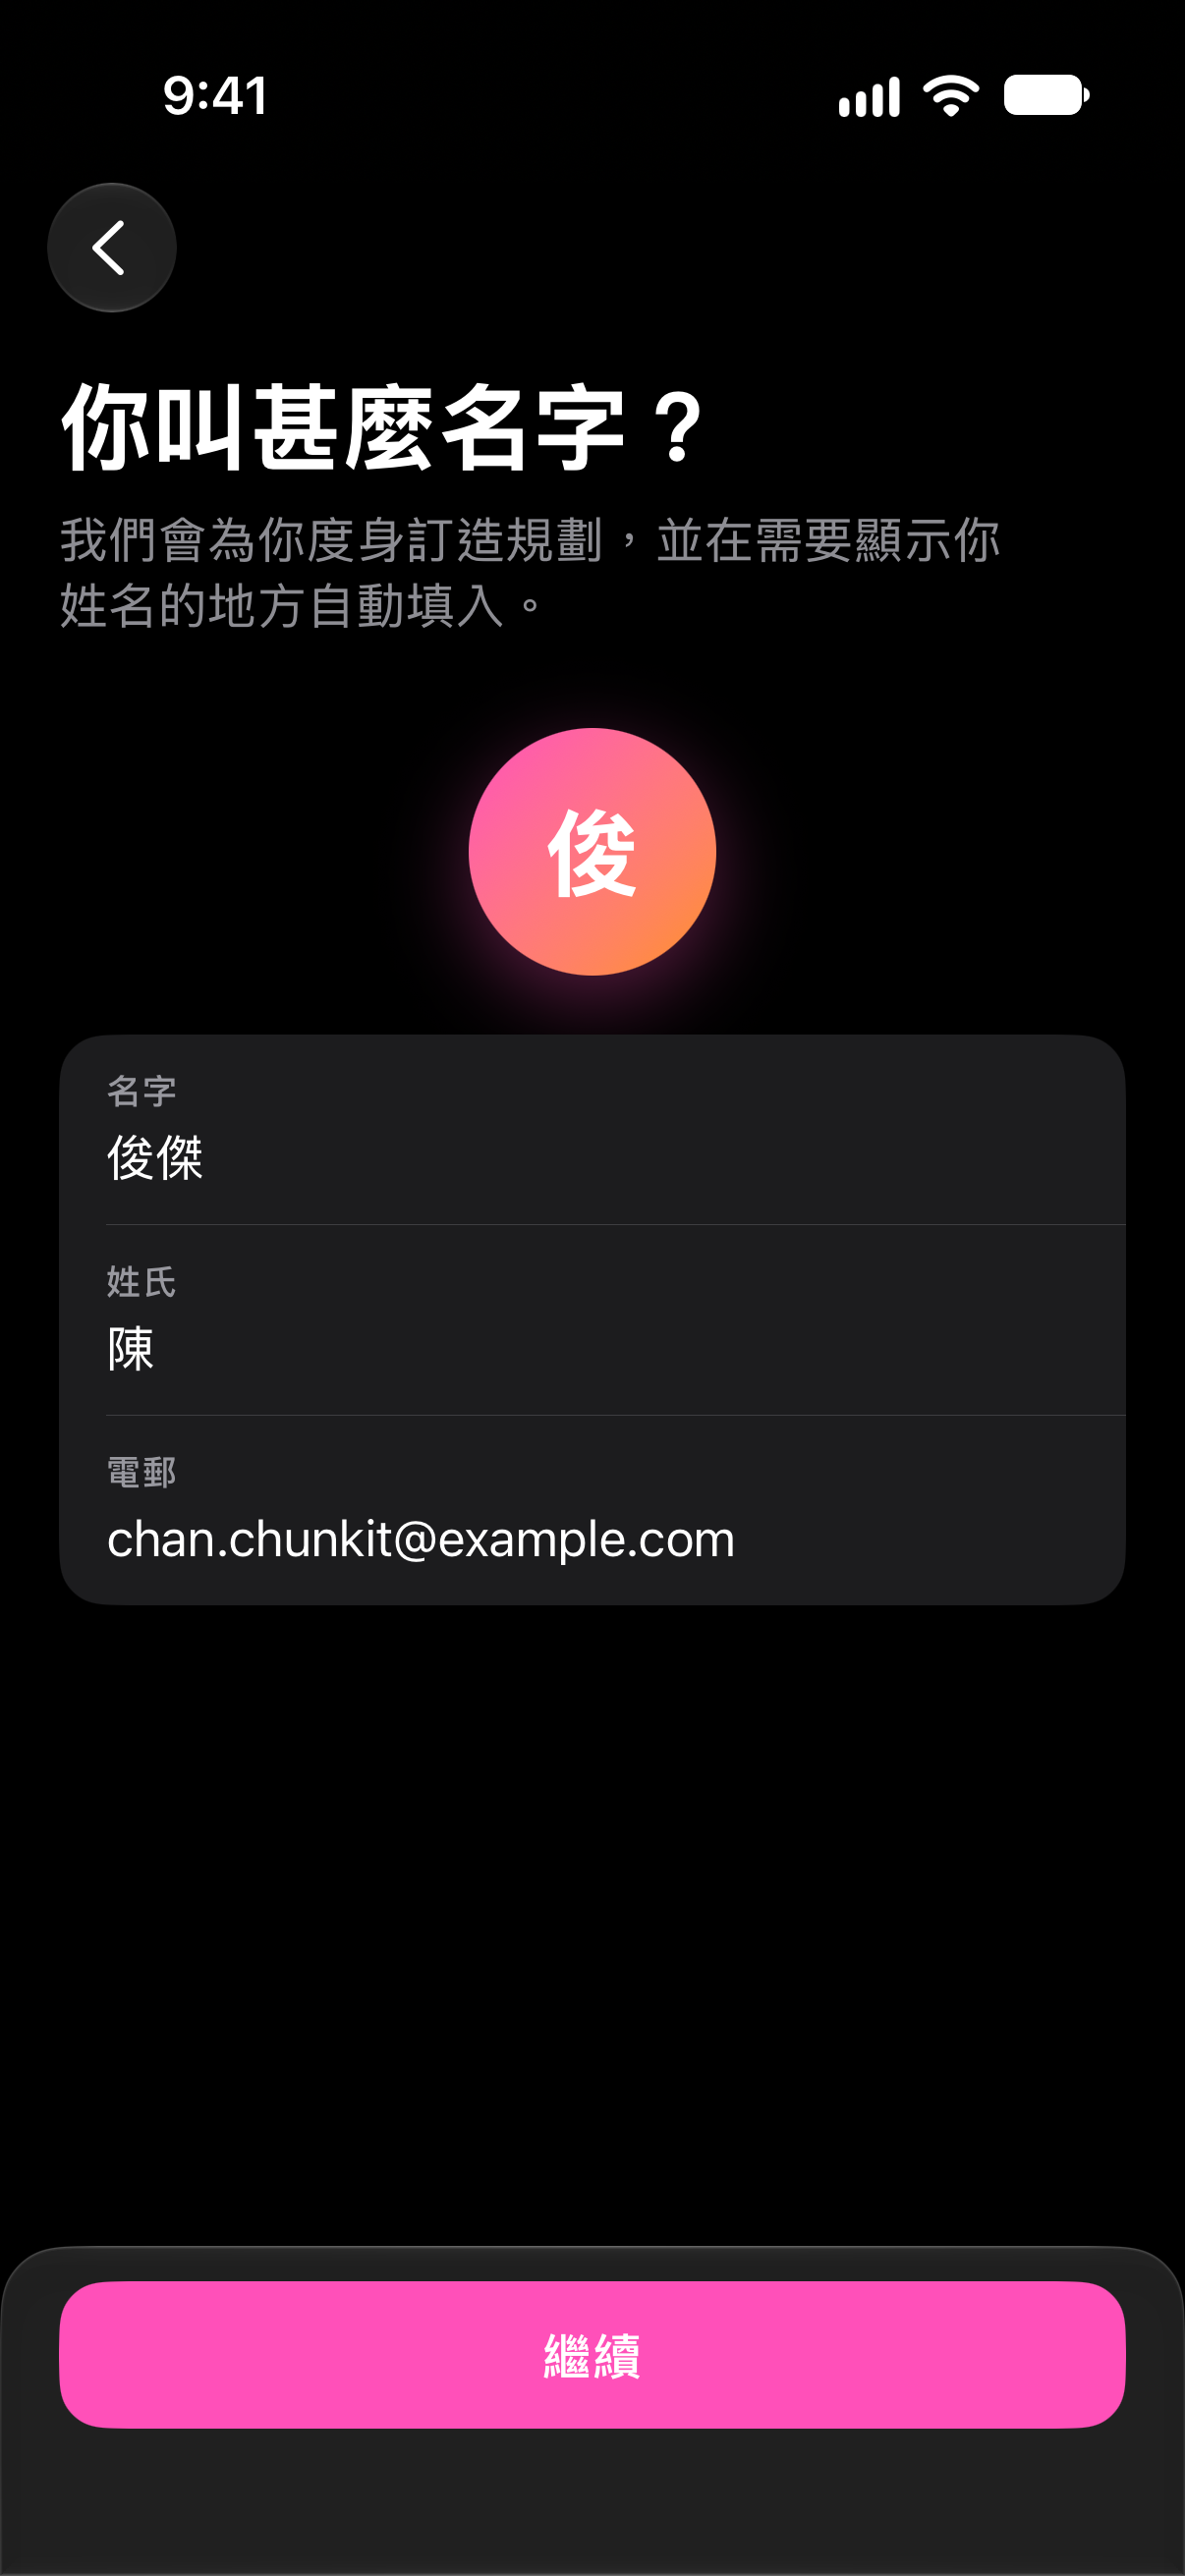 9:41
你叫甚麼名字？
我們會為你度身訂造規劃，並在需要顯示你
姓名的地方自動填入。
俊
名字
俊傑
姓氏
陳
電郵
chan.chunkit@example.com
繼續